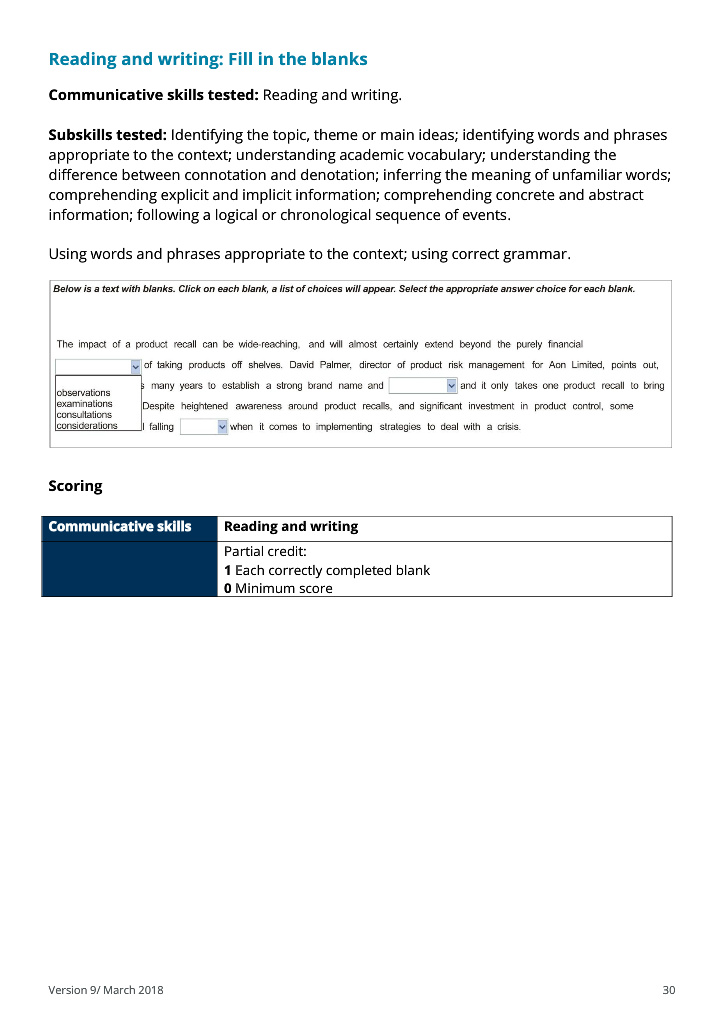 Reading and writing: Fill in the blanks
Communicative skills tested: Reading and writing.
Subskills tested: Identifying the topic, theme or main ideas; identifying words and phrases
appropriate to the context; understanding academic vocabulary; understanding the
difference between connotation and denotation; inferring the meaning of unfamiliar words;
comprehending explicit and implicit information; comprehending concrete and abstract
information; following a logical or chronological sequence of events.
Using words and phrases appropriate to the context; using correct grammar.
Below is a text with blanks. Click on each blank, a list of choices will appear. Select the appropriate answer choice for each blank.
The impact of a product recall can be wide-reaching, and will almost certainly extend beyond the purely financial
of taking products off shelves. David Palmer, director of product risk management for Aon Limited, points out,
many years to establish a strong brand name and and it only takes one product recall to bring
observations
examinations
consultations
considerations
Despite heightened awareness around product recalls, and significant investment in product control, some
falling when it comes to implementing strategies to deal with a crisis.
Scoring
Communicative skills Reading and writing
Partial credit:
1 Each correctly completed blank
0 Minimum score
Version 9/ March 2018 30